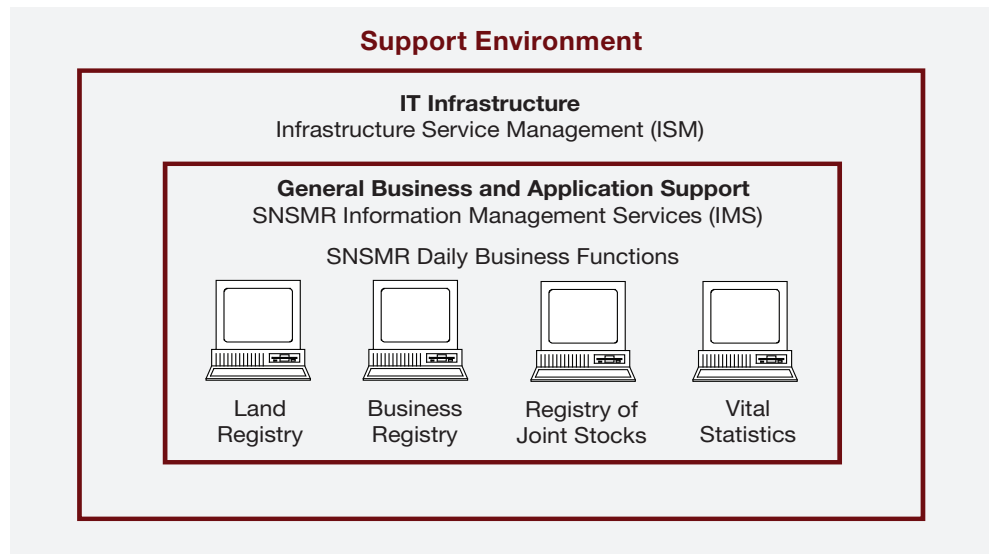 Support Environment
IT Infrastructure
Infrastructure Service Management (ISM)
General Business and Application Support
SNSMR Information Management Services (IMS)
SNSMR Daily Business Functions
Land
Registry
Business
Registry
Registry of
Joint Stocks
Vital
Statistics